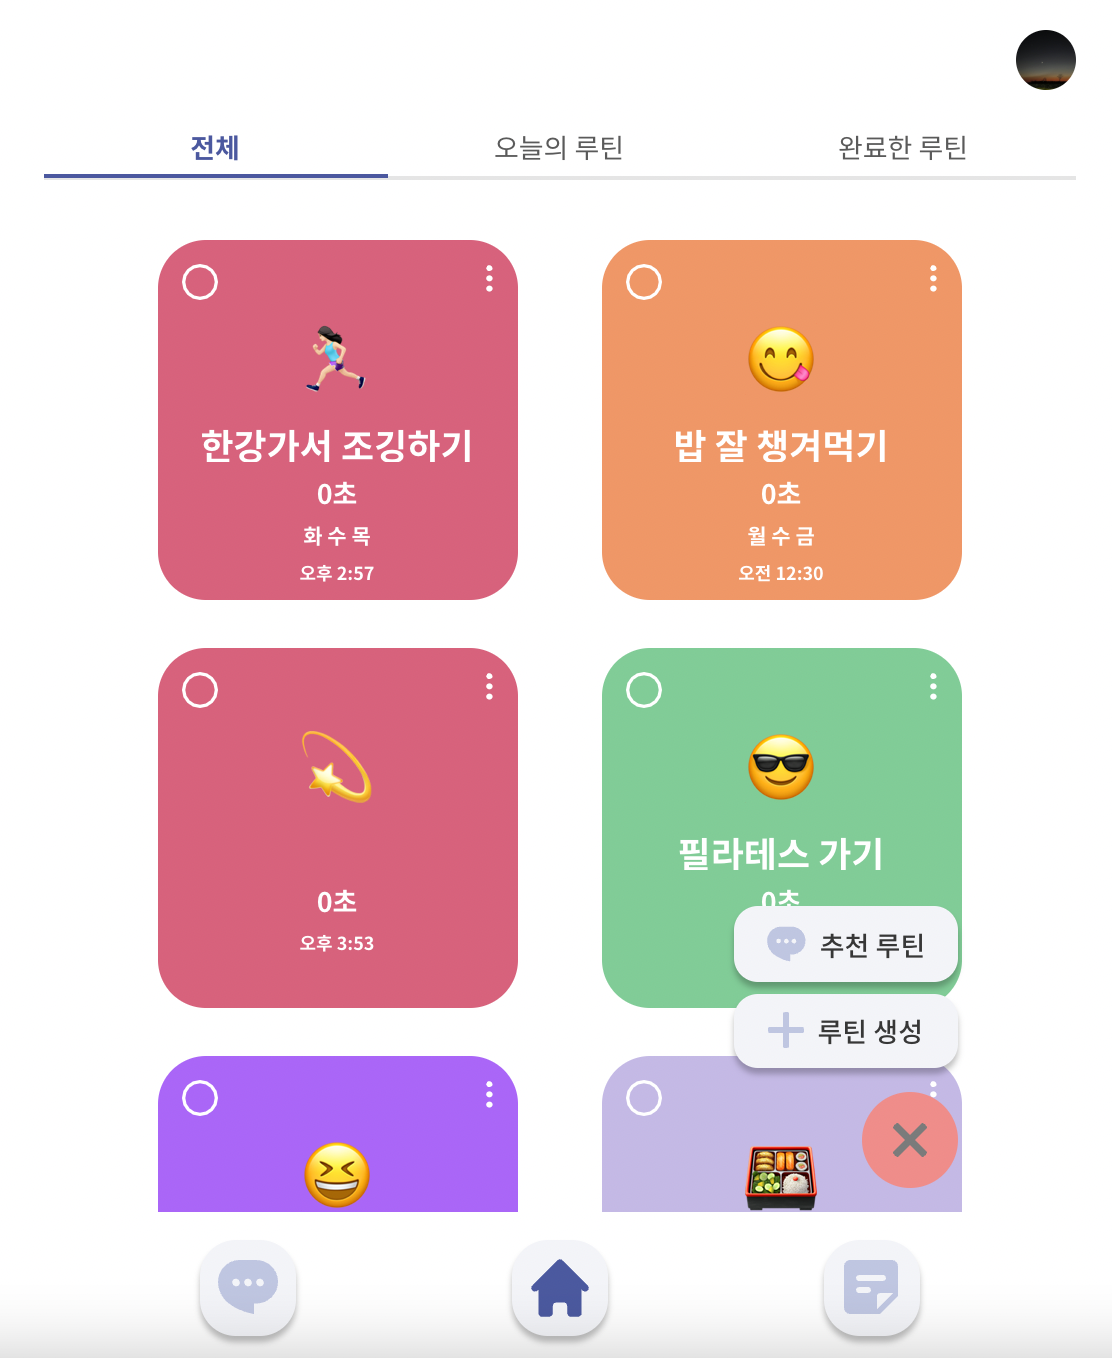 전체
오늘의 루틴
완료한 루틴
한강가서 조깅하기
0초
화 수 목
오후 2:57
밥 잘 챙겨먹기
0초
월 수 금
오전 12:30
0초
오후 3:53
필라테스 가기
0초
추천 루틴
루틴 생성